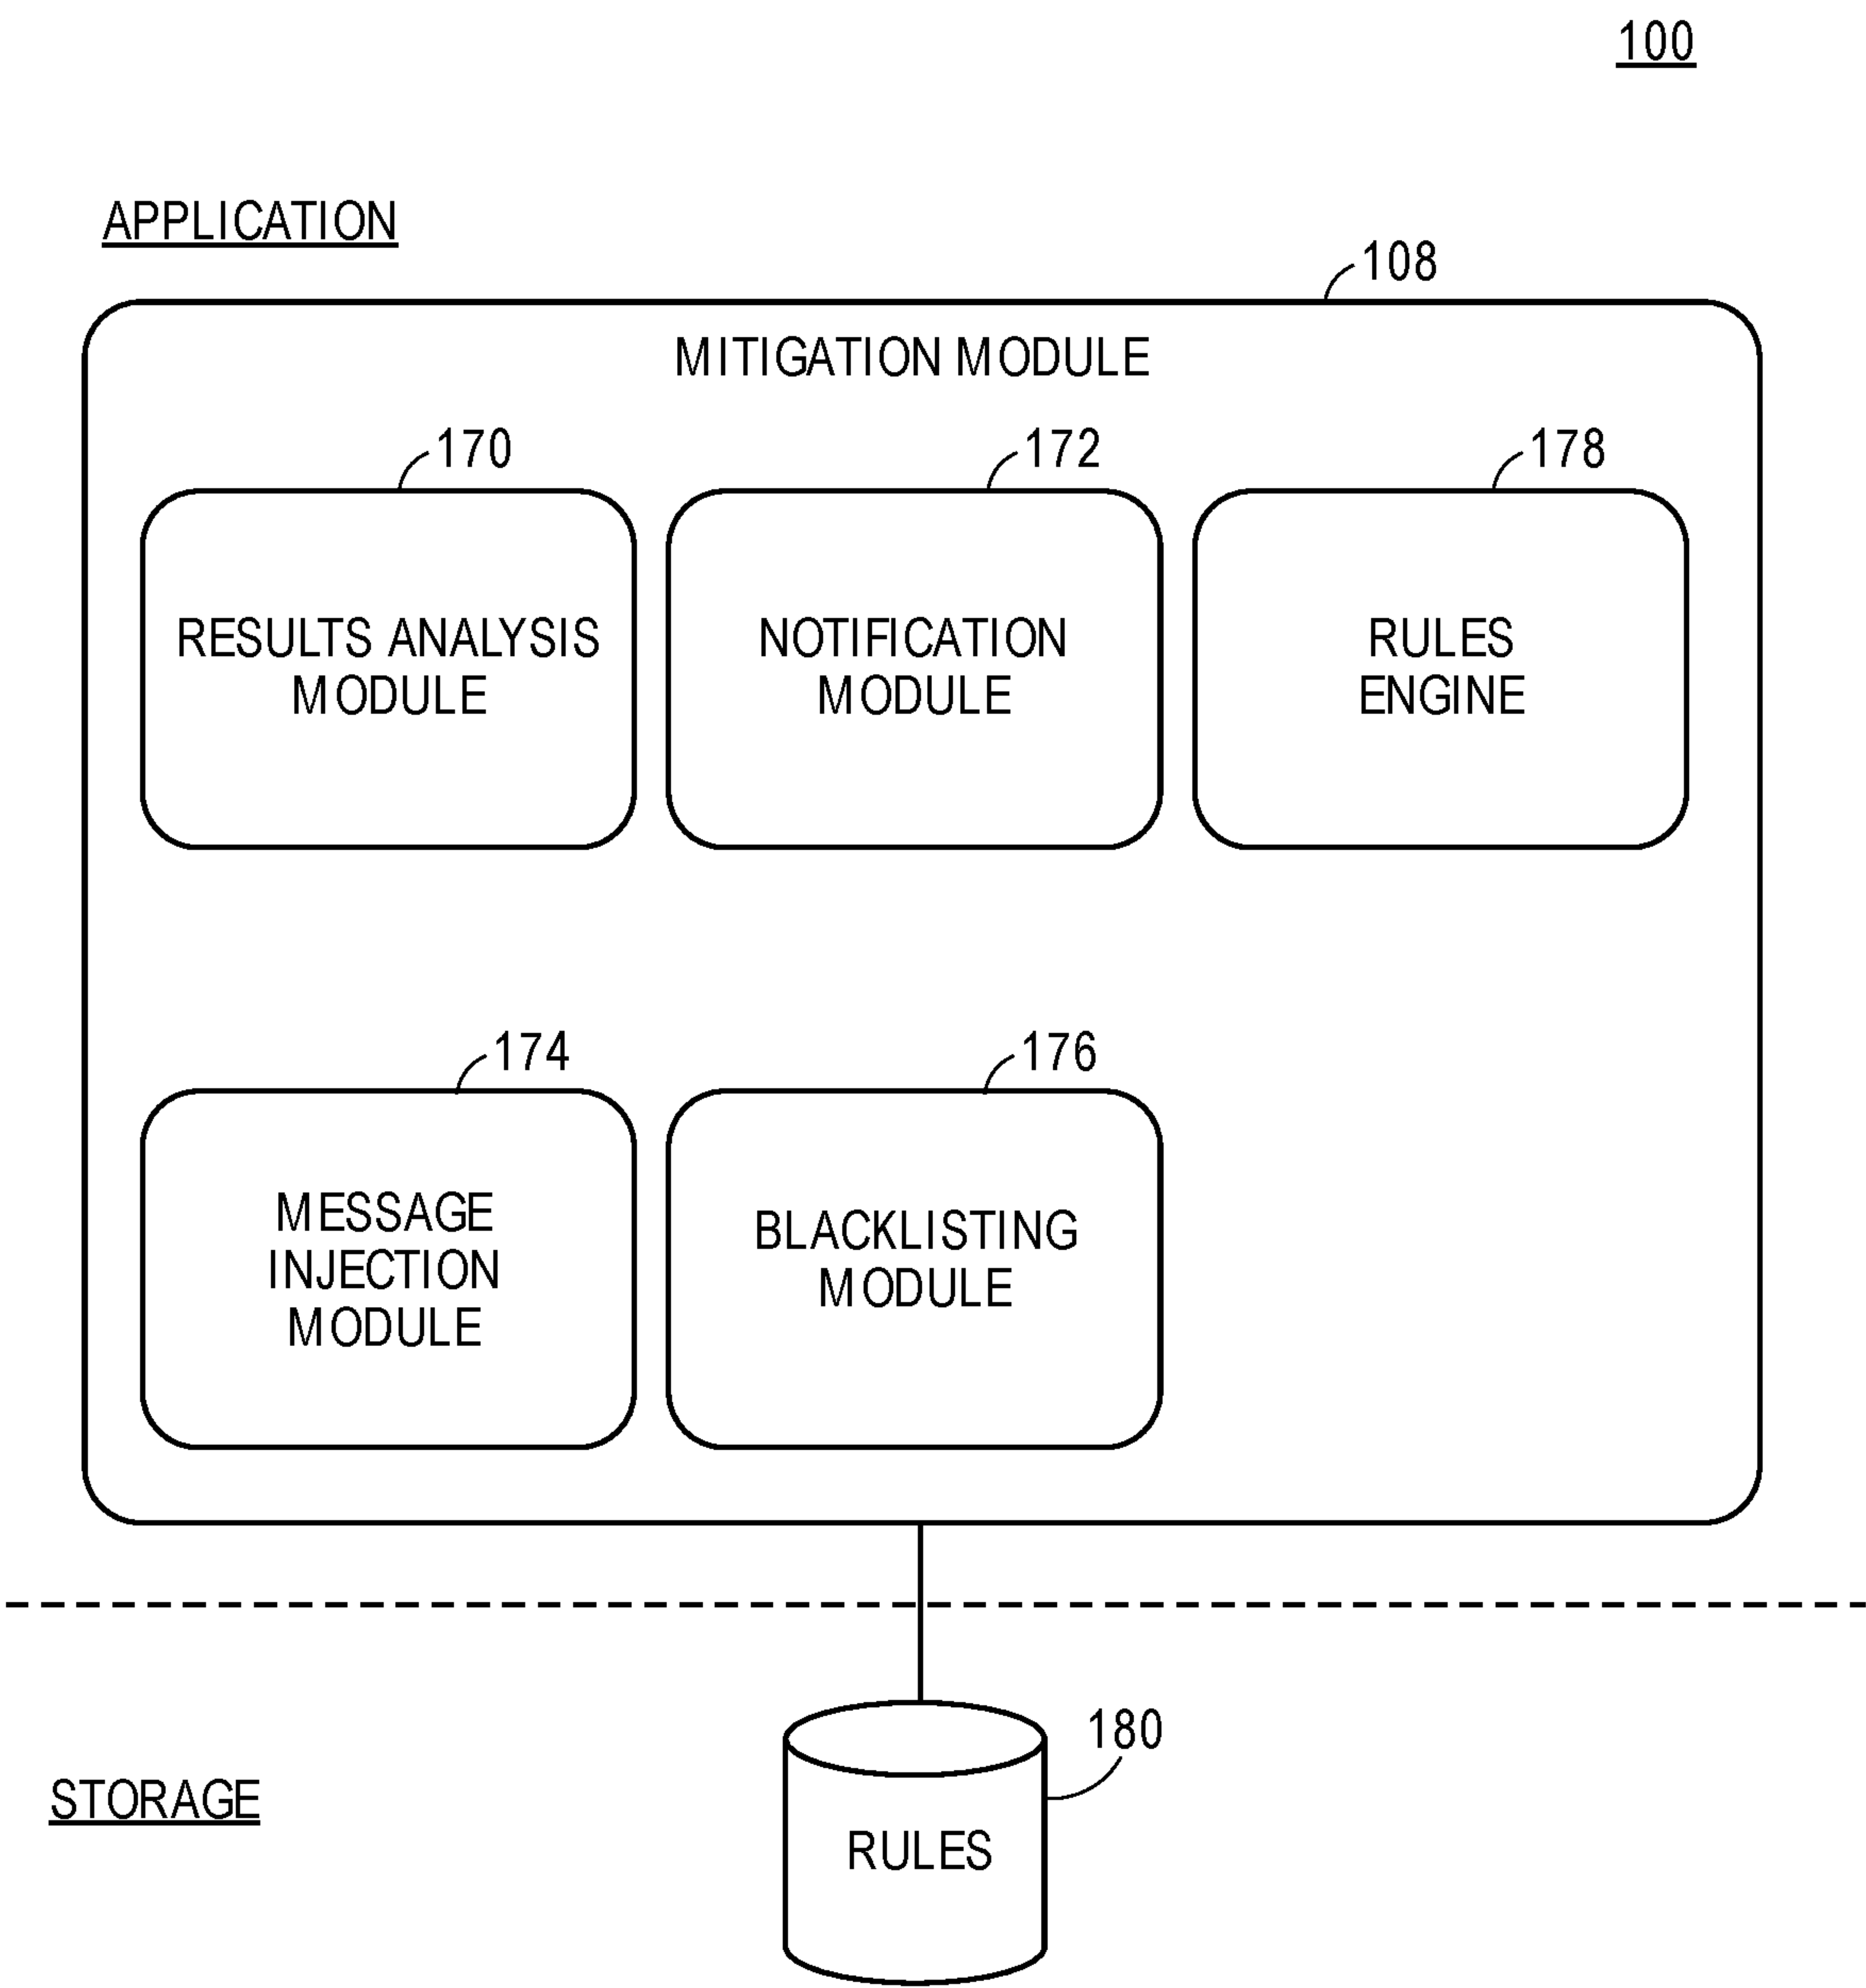 100
APPLICATION
108
MITIGATION MODULE
170
172
178
RESULTS ANALYSIS
MODULE
NOTIFICATION
MODULE
RULES
ENGINE
174
176
MESSAGE
INJECTION
MODULE
BLACKLISTING
MODULE
180
STORAGE
RULES